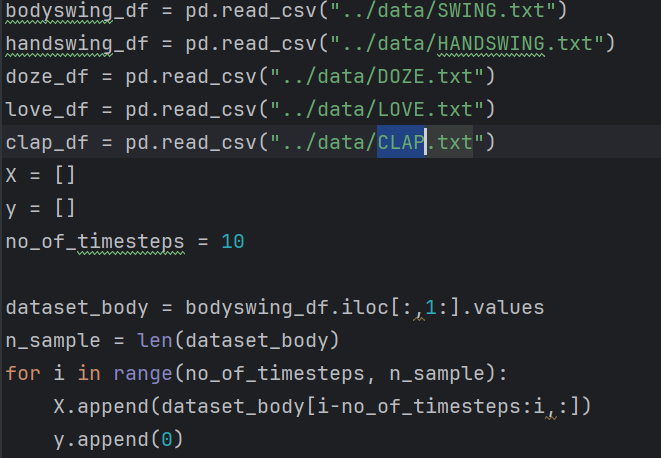 bodyswing_df = pd.read_csv("../data/SWING.txt")
handswing_df = pd.read_csv("../data/HANDSWING.txt")
doze_df = pd.read_csv("../data/DOZE.txt")
love_df = pd.read_csv("../data/LOVE.txt")
clap_df = pd.read_csv("../data/CLAP.txt")
X = []
y = []
no_of_timesteps = 10
dataset_body = bodyswing_df.iloc[:,1:].values
n_sample = len(dataset_body)
for i in range(no_of_timesteps, n_sample):
    X.append(dataset_body[i-no_of_timesteps:i,:])
    y.append(0)